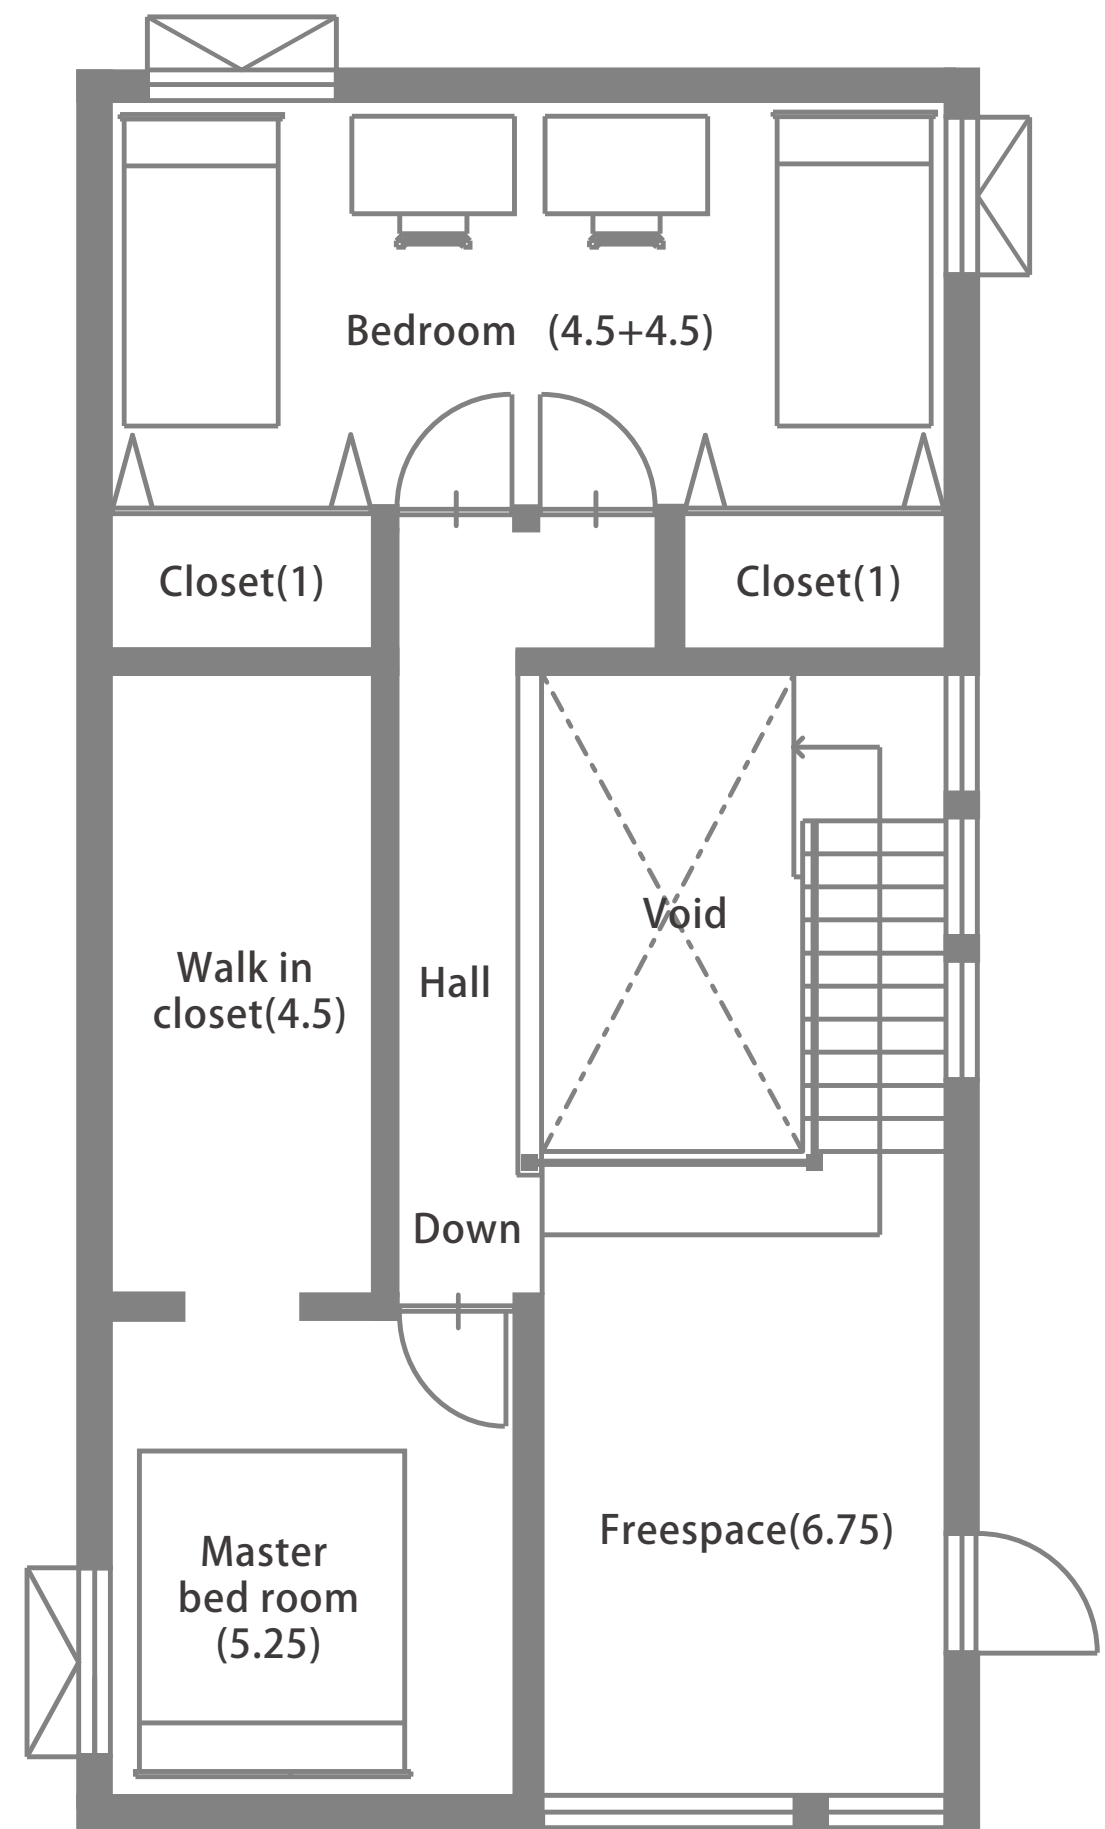 Bedroom (4.5+4.5)
Closet(1)
Closet(1)
Void
Walk in
closet(4.5)
Hall
Down
Freespace(6.75)
Master
bed room
(5.25)